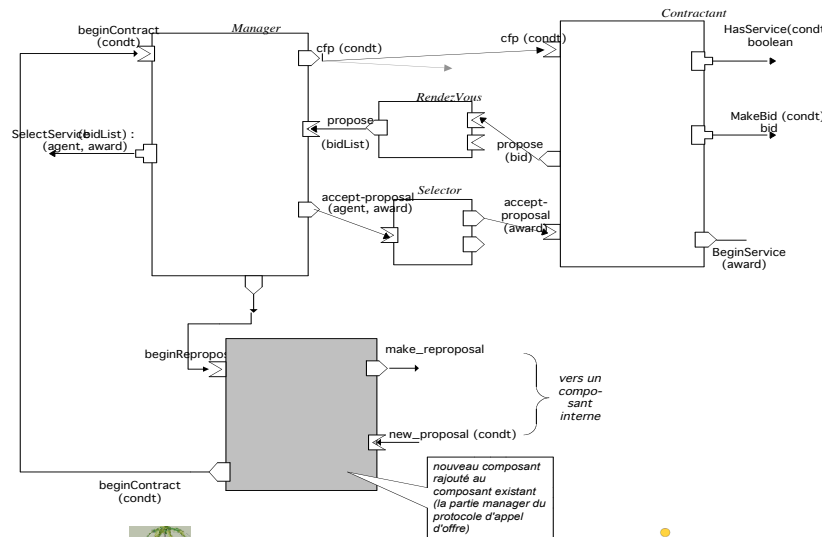 beginContract
(condt)
Manager
cfp (condt)
cfp (condt)
Contractant
HasService(condt
boolean
RendezVous
propose
(bidList)
SelectService(bidList) :
(agent, award)
MakeBid (condt)
bid
propose
(bid)
Selector
accept-proposal
(agent, award)
accept-
proposal
(award)
BeginService
(award)
beginRepropos
make_reproposal
vers un
compo-
sant
interne
new_proposal (condt)
beginContract
(condt)
nouveau composant
rajouté au
composant existant
(la partie manager du
protocole d'appel
d'offre)